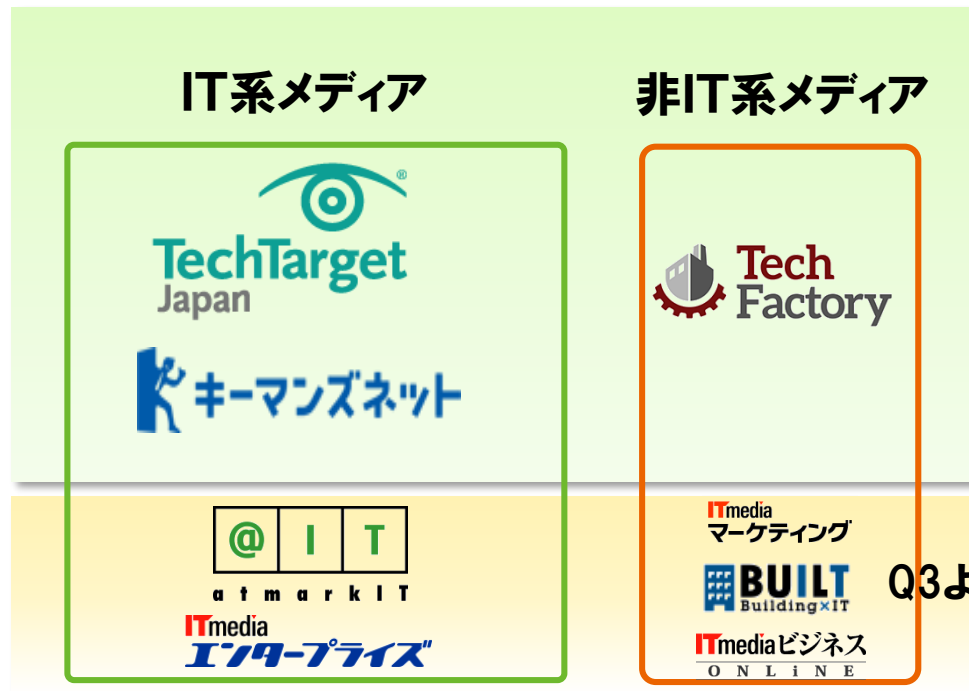 IT系メディア
非IT系メディア
®
TechTarget
Japan
キーマンズネット
Tech
Factory
@IT
atmarkIT
ITmedia
エンタープライズ
ITmedia
マーケティング
BUILT
Building×IT
Q3よ
ITmediaビジネス
ONLiNE